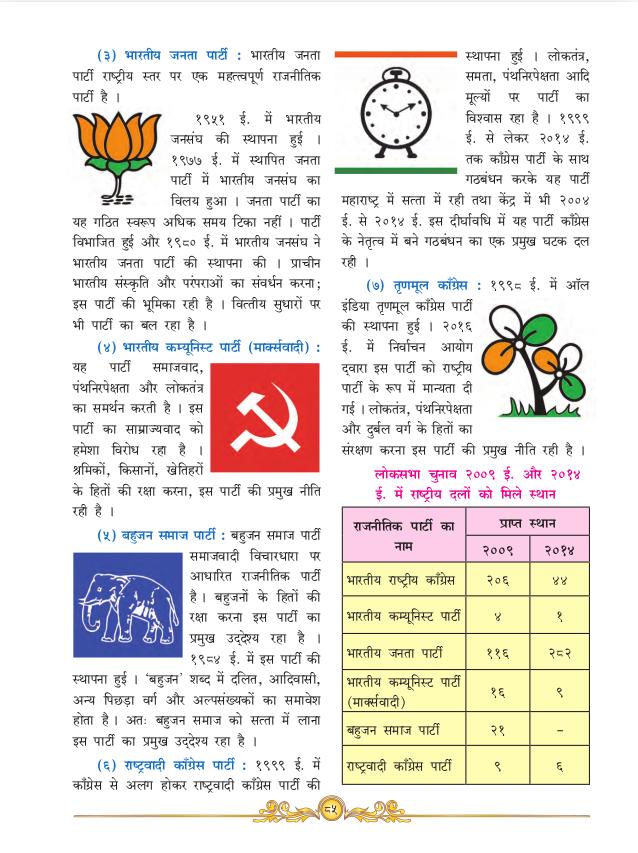 (३) भारतीय जनता पार्टी : भारतीय जनता
पार्टी राष्ट्रीय स्तर पर एक महत्त्वपूर्ण राजनीतिक
पार्टी है ।
१९५१ ई. में भारतीय
जनसंघ की स्थापना हुई ।
१९७७ ई. में स्थापित जनता
पार्टी में भारतीय जनसंघ का
विलय हुआ । जनता पार्टी का
यह गठित स्वरूप अधिक समय टिका नहीं । पार्टी
विभाजित हुई और १९८० ई. में भारतीय जनसंघ ने
भारतीय जनता पार्टी की स्थापना की । प्राचीन
भारतीय संस्कृति और परंपराओं का संवर्धन करना;
इस पार्टी की भूमिका रही है । वित्तीय सुधारों पर
भी पार्टी का बल रहा है ।
(४) भारतीय कम्यूनिस्ट पार्टी (मार्क्सवादी) :
यह पार्टी समाजवाद,
पंथनिरपेक्षता और लोकतंत्र
का समर्थन करती है । इस
पार्टी का साम्राज्यवाद को
हमेशा विरोध रहा है ।
श्रमिकों, किसानों, खेतिहरों
के हितों की रक्षा करना, इस पार्टी की प्रमुख नीति
रही है ।
(५) बहुजन समाज पार्टी : बहुजन समाज पार्टी
समाजवादी विचारधारा पर
आधारित राजनीतिक पार्टी
है । बहुजनों के हितों की
रक्षा करना इस पार्टी का
प्रमुख उद्देश्य रहा है ।
१९८४ ई. में इस पार्टी की
स्थापना हुई । ‘बहुजन’ शब्द में दलित, आदिवासी,
अन्य पिछड़ा वर्ग और अल्पसंख्यकों का समावेश
होता है । अतः बहुजन समाज को सत्ता में लाना
इस पार्टी का प्रमुख उद्देश्य रहा है ।
(६) राष्ट्रवादी काँग्रेस पार्टी : १९९९ ई. में
काँग्रेस से अलग होकर राष्ट्रवादी काँग्रेस पार्टी की
स्थापना हुई । लोकतंत्र,
समता, पंथनिरपेक्षता आदि
मूल्यों पर पार्टी का
विश्वास रहा है । १९९९
ई. से लेकर २०१४ ई.
तक काँग्रेस पार्टी के साथ
गठबंधन करके यह पार्टी
महाराष्ट्र में सत्ता में रही तथा केंद्र में भी २००४
ई. से २०१४ ई. इस दीर्घावधि में यह पार्टी काँग्रेस
के नेतृत्व में बने गठबंधन का एक प्रमुख घटक दल
रही ।
(७) तृणमूल काँग्रेस : १९९८ ई. में ऑल
इंडिया तृणमूल काँग्रेस पार्टी
की स्थापना हुई । २०१६
ई. में निर्वाचन आयोग
द्वारा इस पार्टी को राष्ट्रीय
पार्टी के रूप में मान्यता दी
गई । लोकतंत्र, पंथनिरपेक्षता
और दुर्बल वर्ग के हितों का
संरक्षण करना इस पार्टी की प्रमुख नीति रही है ।
लोकसभा चुनाव २००९ ई. और २०१४
ई. में राष्ट्रीय दलों को मिले स्थान
राजनीतिक पार्टी का नाम प्राप्त स्थान
२००९ २०१४
भारतीय राष्ट्रीय काँग्रेस २०६ ४४
भारतीय कम्यूनिस्ट पार्टी ४ १
भारतीय जनता पार्टी ११६ २८२
भारतीय कम्यूनिस्ट पार्टी (मार्क्सवादी) १६ ९
बहुजन समाज पार्टी २१ –
राष्ट्रवादी काँग्रेस पार्टी ९ ६
८५